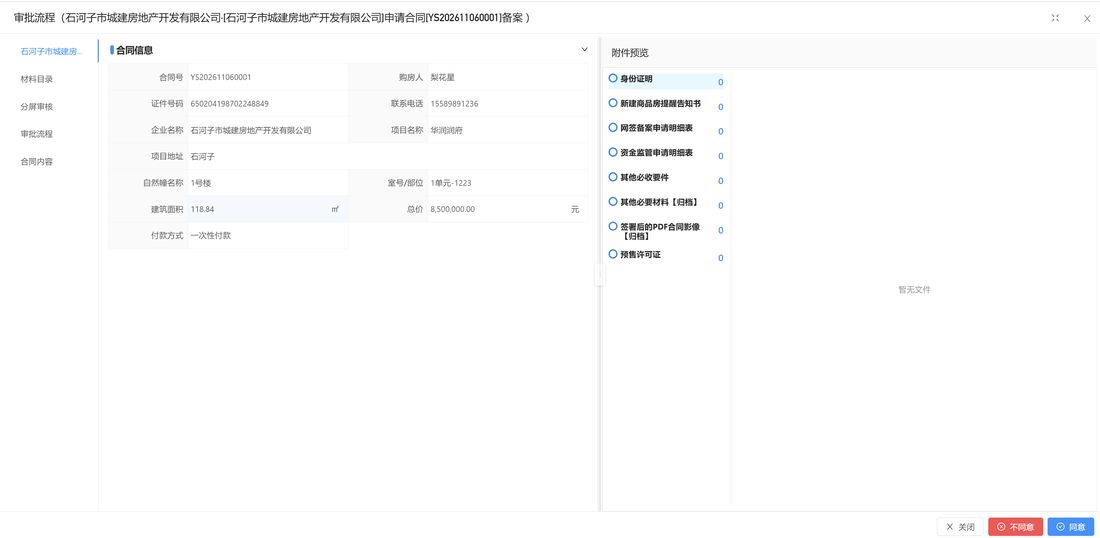 审批流程（石河子市城建房地产开发有限公司-[石河子市城建房地产开发有限公司]申请合同[YS202611060001]备案 ）
石河子市城建房...
材料目录
分屏审核
审批流程
合同内容
合同信息
合同号 YS202611060001 购房人 梨花星
证件号码 650204198702248849 联系电话 15589891236
企业名称 石河子市城建房地产开发有限公司 项目名称 华润润府
项目地址 石河子
自然幢名称 1号楼 室号/部位 1单元-1223
建筑面积 118.84 ㎡ 总价 8,500,000.00 元
付款方式 一次性付款
附件预览
身份证明 0
新建商品房提醒告知书 0
网签备案申请明细表 0
资金监管申请明细表 0
其他必收要件 0
其他必要材料【归档】 0
签署后的PDF合同影像 0
【归档】
预售许可证 0
暂无文件
关闭 不同意 同意